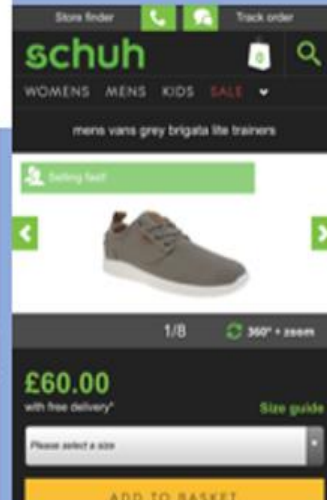 Store finder Track order
schuh
0
WOMENS MENS KIDS SALE
mens vans grey brigata lite trainers
Selling fast!
1/8 360° + zoom
£60.00
with free delivery*
Size guide
Please select a size
ADD TO BASKET